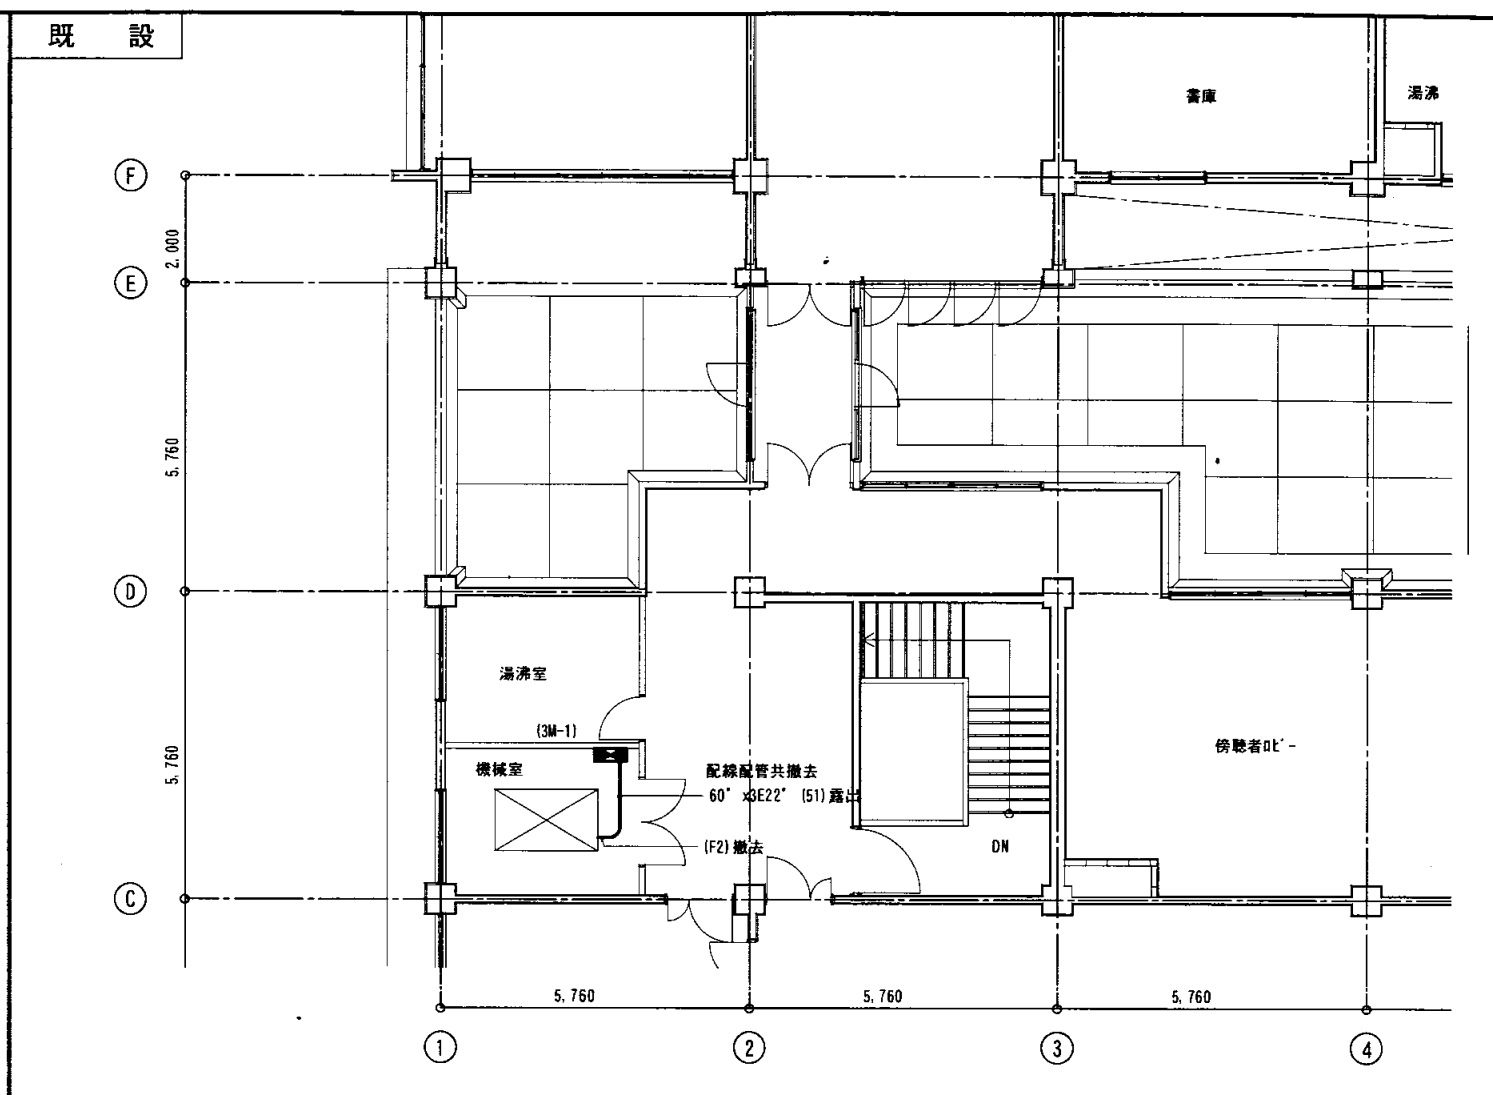 既 設
書庫
湯沸
F
2,000
E
5,760
D
湯沸室
(3M-1)
機械室
配線配管共撤去
60° x3E22° (51) 露出
(F2) 撤去
傍聴者ﾛﾋﾞｰ
DN
5,760
C
5,760
5,760
5,760
1
2
3
4